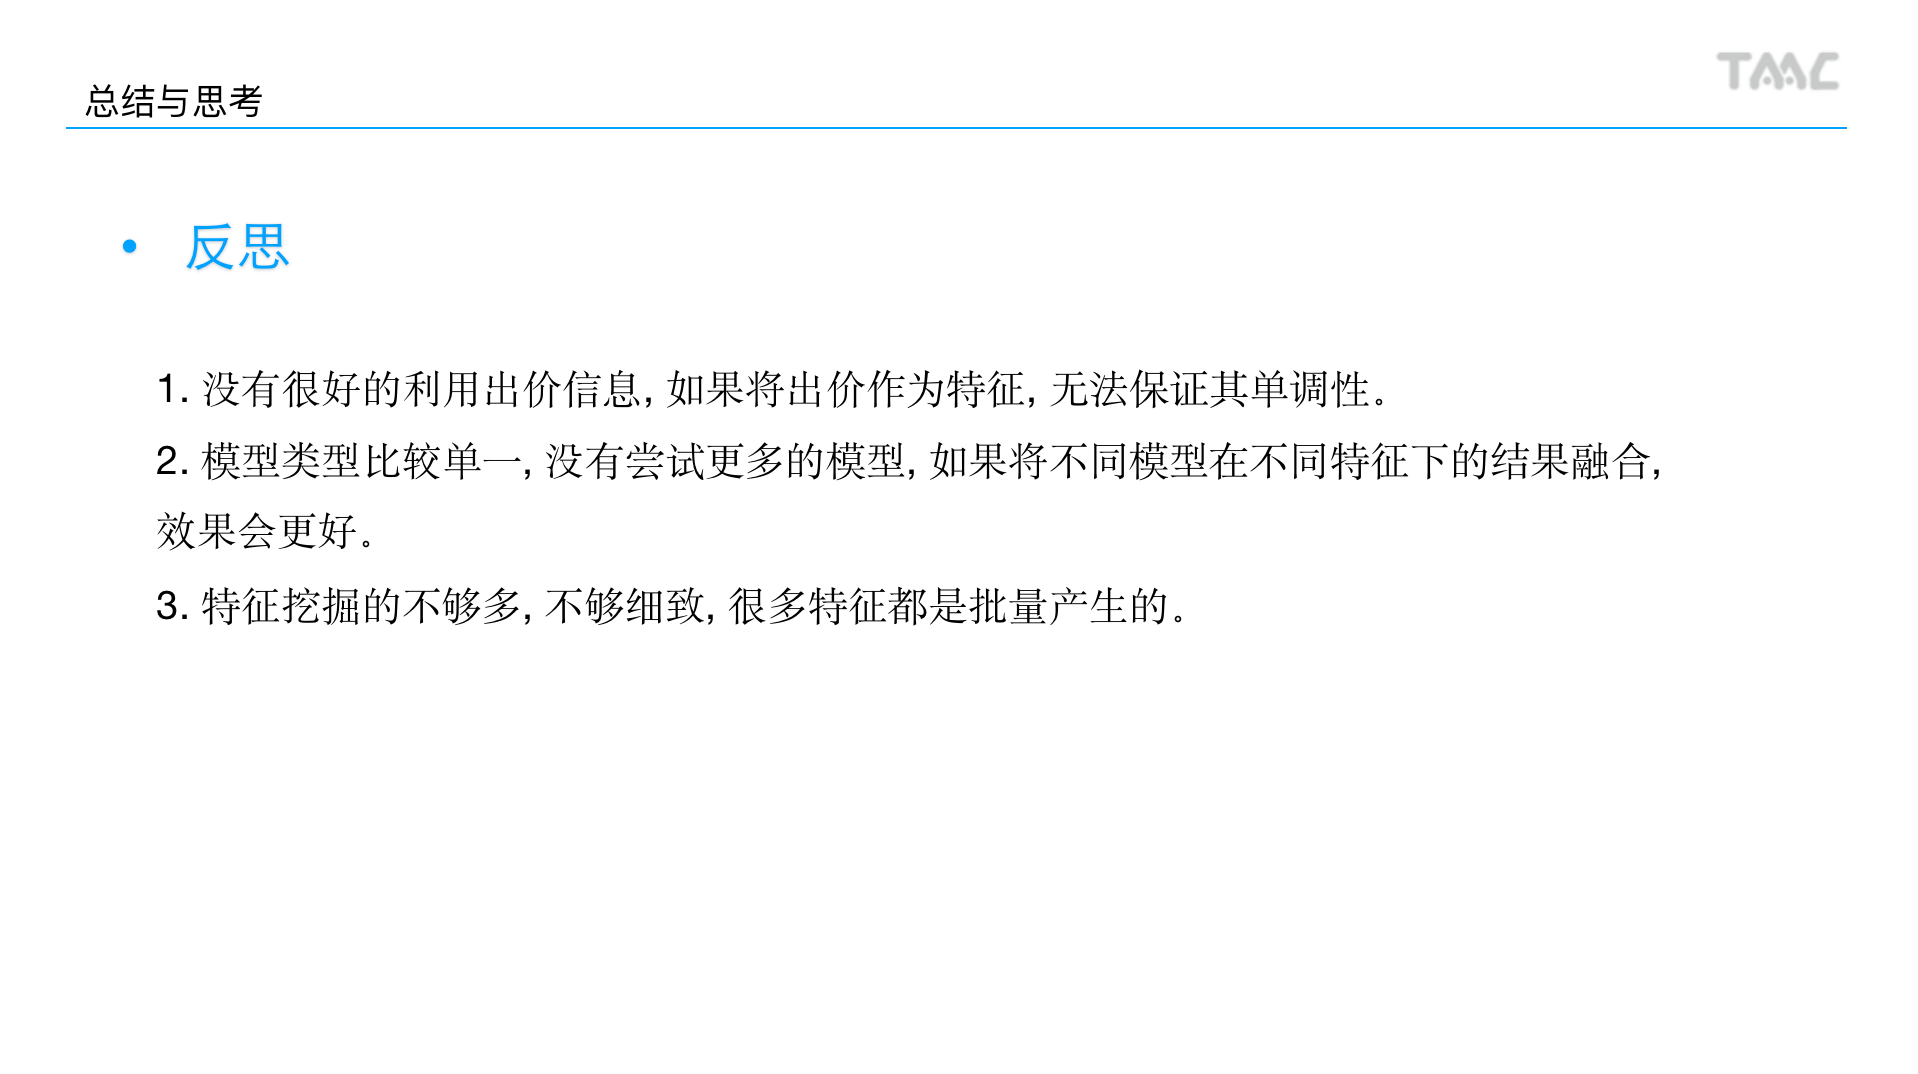 总结与思考
TAAC
• 反思
1. 没有很好的利用出价信息, 如果将出价作为特征, 无法保证其单调性。
2. 模型类型比较单一, 没有尝试更多的模型, 如果将不同模型在不同特征下的结果融合,
效果会更好。
3. 特征挖掘的不够多, 不够细致, 很多特征都是批量产生的。